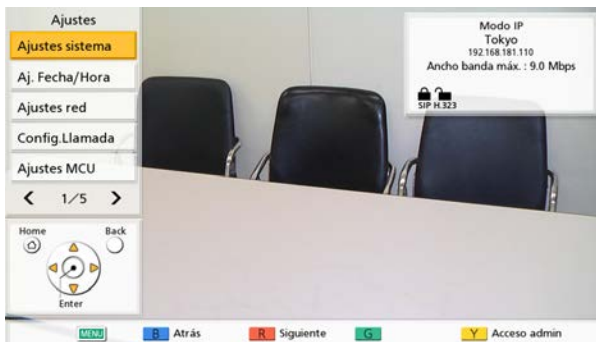 Ajustes
Ajustes sistema
Aj. Fecha/Hora
Ajustes red
Config.Llamada
Ajustes MCU
1/5
Home
Back
Enter
Modo IP
Tokyo
192.168.181.110
Ancho banda máx. : 9.0 Mbps
SIP H.323
MENU
B Atrás
R Siguiente
G
Y Acceso admin